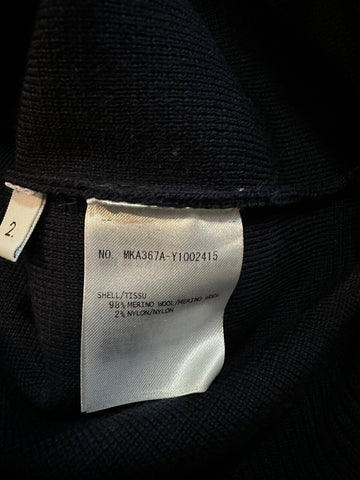 2.
NO. MKA367A-Y1002415
SHELL/TISSU
98% MERINO WOOL/MERINO WOOL
2% NYLON/NYLON